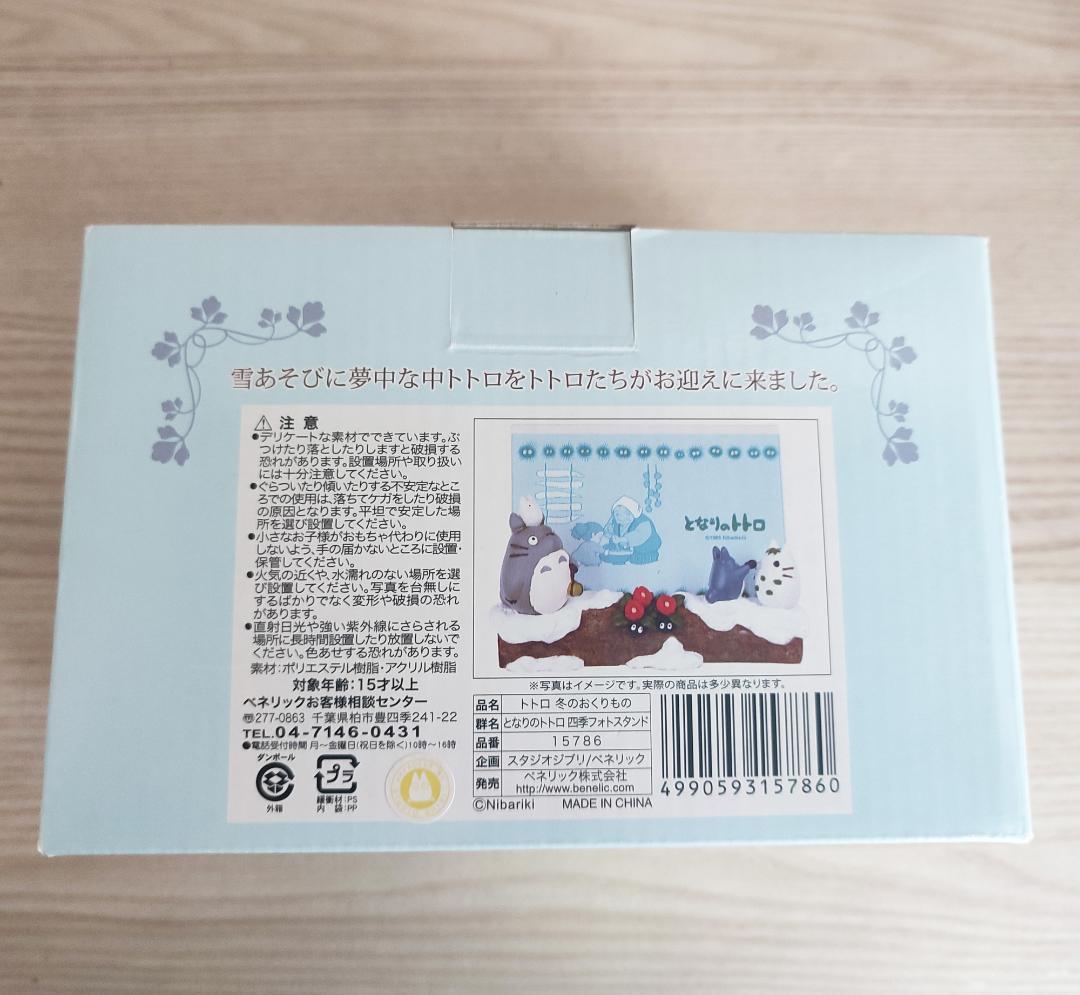 雪あそびに夢中な中トトロをトトロたちがお迎えに来ました。
注意
●デリケートな素材でできています。ぶ
つけたり落としたりしますと破損する
恐れがあります。設置場所や取り扱い
には十分注意してください。
●ぐらついたり傾いたりする不安定なとこ
ろでの使用は、落ちてケガをしたり破損
の原因となります。平坦で安定した場
所を選び設置してください。
●小さなお子様がおもちゃ代わりに使用
しないよう、手の届かないところに設置・
保管してください。
●火気の近くや、水濡れのない場所を選
び設置してください。写真を台無しに
するばかりでなく変形や破損の恐れ
があります。
●直射日光や強い紫外線にさらされる
場所に長時間設置したり放置しないで
ください。色あせする恐れがあります。
素材:ポリエステル樹脂・アクリル樹脂
対象年齢:15才以上
ベネリックお客様相談センター
〠277-0863 千葉県柏市豊四季241-22
TEL.04-7146-0431
●電話受付時間 月～金曜日(祝日を除く)10時～16時
ダンボール
外箱
プラ
緩衝材:PS
内袋:PP
となりのトトロ
※写真はイメージです。実際の商品は多少異なります。
品名 トトロ 冬のおくりもの
群名 となりのトトロ 四季フォトスタンド
品番 15786
企画 スタジオジブリ/ベネリック
発売 ベネリック株式会社
http://www.benelic.com/
©Nibariki MADE IN CHINA
4990593157860